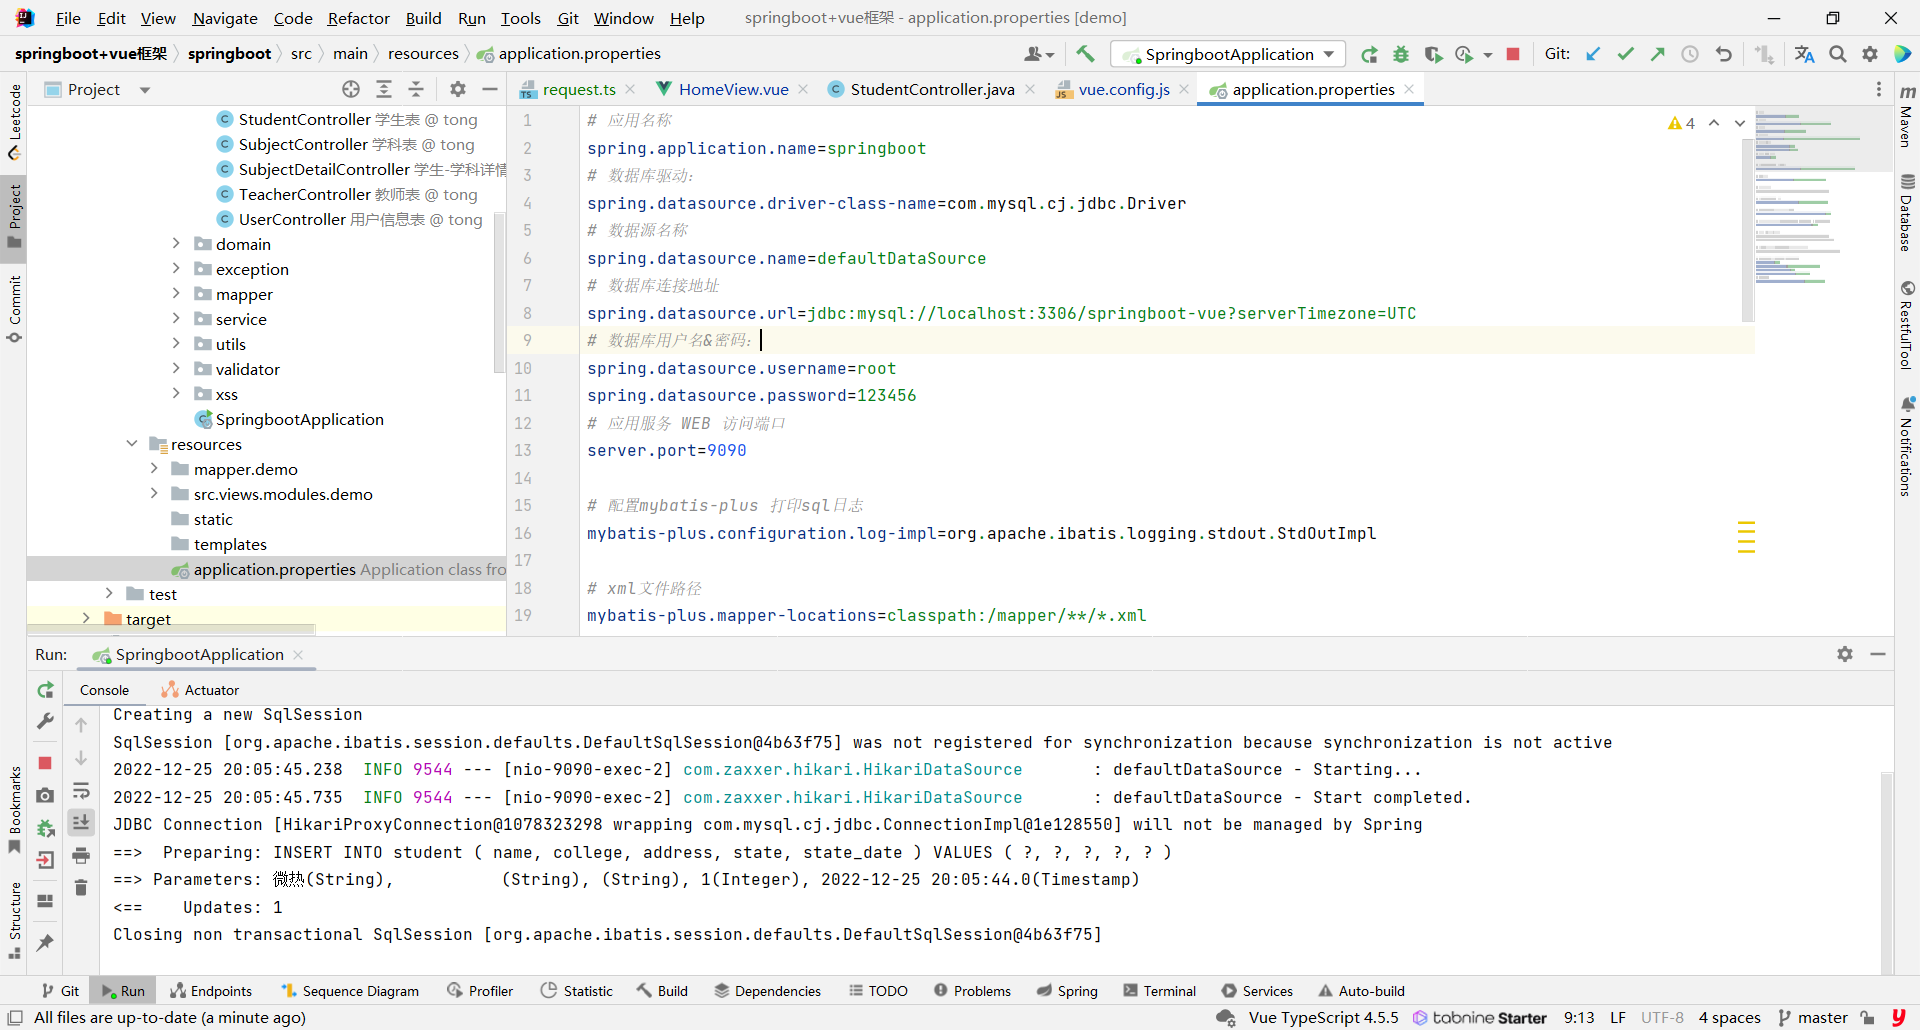 File Edit View Navigate Code Refactor Build Run Tools Git Window Help springboot+vue框架 - application.properties [demo]
springboot+vue框架 springboot src main resources application.properties SpringbootApplication Git:
Project request.ts HomeView.vue StudentController.java vue.config.js application.properties
Leetcode
Project
Commit
Bookmarks
Structure
StudentController 学生表 @ tong
SubjectController 学科表 @ tong
SubjectDetailController 学生-学科详情
TeacherController 教师表 @ tong
UserController 用户信息表 @ tong
domain
exception
mapper
service
utils
validator
xss
SpringbootApplication
resources
mapper.demo
src.views.modules.demo
static
templates
application.properties Application class fro
test
target
4
1 # 应用名称
2 spring.application.name=springboot
3 # 数据库驱动：
4 spring.datasource.driver-class-name=com.mysql.cj.jdbc.Driver
5 # 数据源名称
6 spring.datasource.name=defaultDataSource
7 # 数据库连接地址
8 spring.datasource.url=jdbc:mysql://localhost:3306/springboot-vue?serverTimezone=UTC
9 # 数据库用户名&密码：
10 spring.datasource.username=root
11 spring.datasource.password=123456
12 # 应用服务 WEB 访问端口
13 server.port=9090
14
15 # 配置mybatis-plus 打印sql日志
16 mybatis-plus.configuration.log-impl=org.apache.ibatis.logging.stdout.StdOutImpl
17
18 # xml文件路径
19 mybatis-plus.mapper-locations=classpath:/mapper/**/*.xml
Maven
Database
RestfulTool
Notifications
Run: SpringbootApplication
Console Actuator
Creating a new SqlSession
SqlSession [org.apache.ibatis.session.defaults.DefaultSqlSession@4b63f75] was not registered for synchronization because synchronization is not active
2022-12-25 20:05:45.238 INFO 9544 --- [nio-9090-exec-2] com.zaxxer.hikari.HikariDataSource : defaultDataSource - Starting...
2022-12-25 20:05:45.735 INFO 9544 --- [nio-9090-exec-2] com.zaxxer.hikari.HikariDataSource : defaultDataSource - Start completed.
JDBC Connection [HikariProxyConnection@1078323298 wrapping com.mysql.cj.jdbc.ConnectionImpl@1e128550] will not be managed by Spring
==> Preparing: INSERT INTO student ( name, college, address, state, state_date ) VALUES ( ?, ?, ?, ?, ? )
==> Parameters: 微热(String), (String), (String), 1(Integer), 2022-12-25 20:05:44.0(Timestamp)
<== Updates: 1
Closing non transactional SqlSession [org.apache.ibatis.session.defaults.DefaultSqlSession@4b63f75]
Git Run Endpoints Sequence Diagram Profiler Statistic Build Dependencies TODO Problems Spring Terminal Services Auto-build
All files are up-to-date (a minute ago) Vue TypeScript 4.5.5 tabnine Starter 9:13 LF UTF-8 4 spaces master